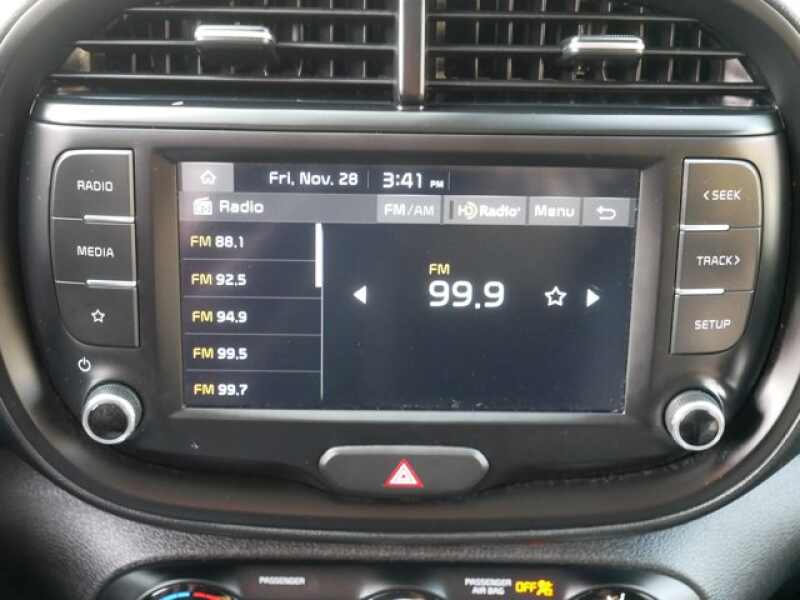 Fri, Nov. 28 3:41 PM
RADIO
Radio FM/AM HD Radio Menu
< SEEK
MEDIA
FM 88.1
FM 92.5
FM 94.9
FM 99.5
FM 99.7
FM
99.9
TRACK >
SETUP
PASSENGER
PASSENGER
AIR BAG OFF